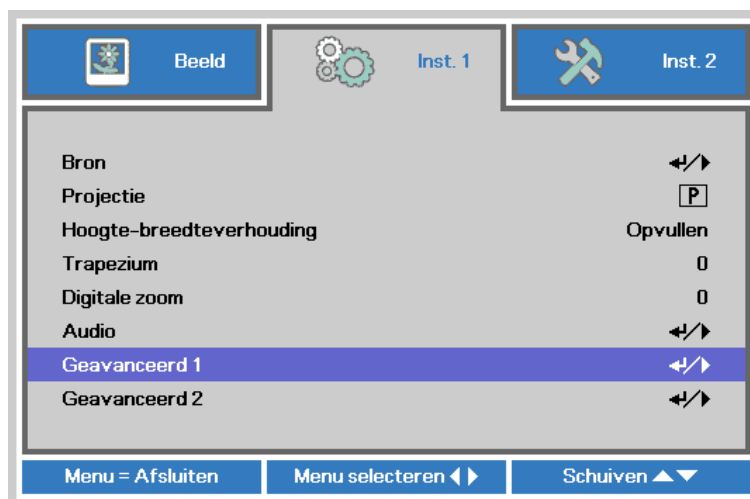 Beeld Inst. 1 Inst. 2
Bron
Projectie P
Hoogte-breedteverhouding Opvullen
Trapezium 0
Digitale zoom 0
Audio
Geavanceerd 1
Geavanceerd 2
Menu = Afsluiten Menu selecteren Schuiven